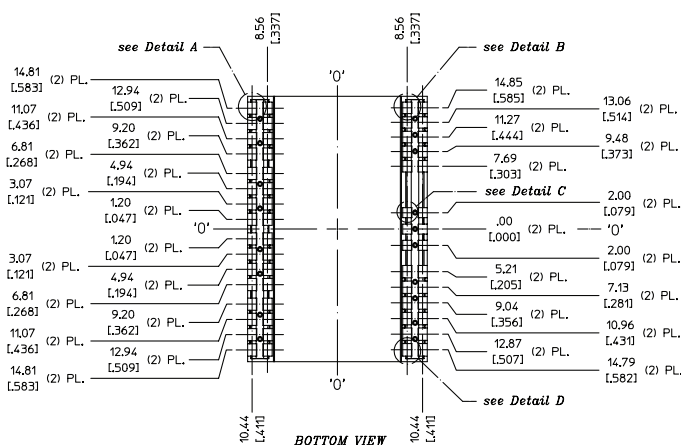 8.56
[.337]
8.56
[.337]
see Detail A
'O'
see Detail B
14.81
[.583] (2) PL.
12.94
[.509] (2) PL.
11.07
[.436] (2) PL.
9.20
[.362] (2) PL.
6.81
[.268] (2) PL.
4.94
[.194] (2) PL.
3.07
[.121] (2) PL.
1.20
[.047] (2) PL.
'O'
1.20
[.047] (2) PL.
3.07
[.121] (2) PL.
4.94
[.194] (2) PL.
6.81
[.268] (2) PL.
9.20
[.362] (2) PL.
11.07
[.436] (2) PL.
12.94
[.509] (2) PL.
14.81
[.583] (2) PL.
14.85
[.585] (2) PL.
13.06
[.514] (2) PL.
11.27
[.444] (2) PL.
9.48
[.373] (2) PL.
7.69
[.303] (2) PL.
see Detail C
2.00
[.079] (2) PL.
.00
[.000] (2) PL.
'O'
2.00
[.079] (2) PL.
5.21
[.205] (2) PL.
7.13
[.281] (2) PL.
9.04
[.356] (2) PL.
10.96
[.431] (2) PL.
12.87
[.507] (2) PL.
14.79
[.582] (2) PL.
'O'
see Detail D
10.44
[.411]
10.44
[.411]
BOTTOM VIEW